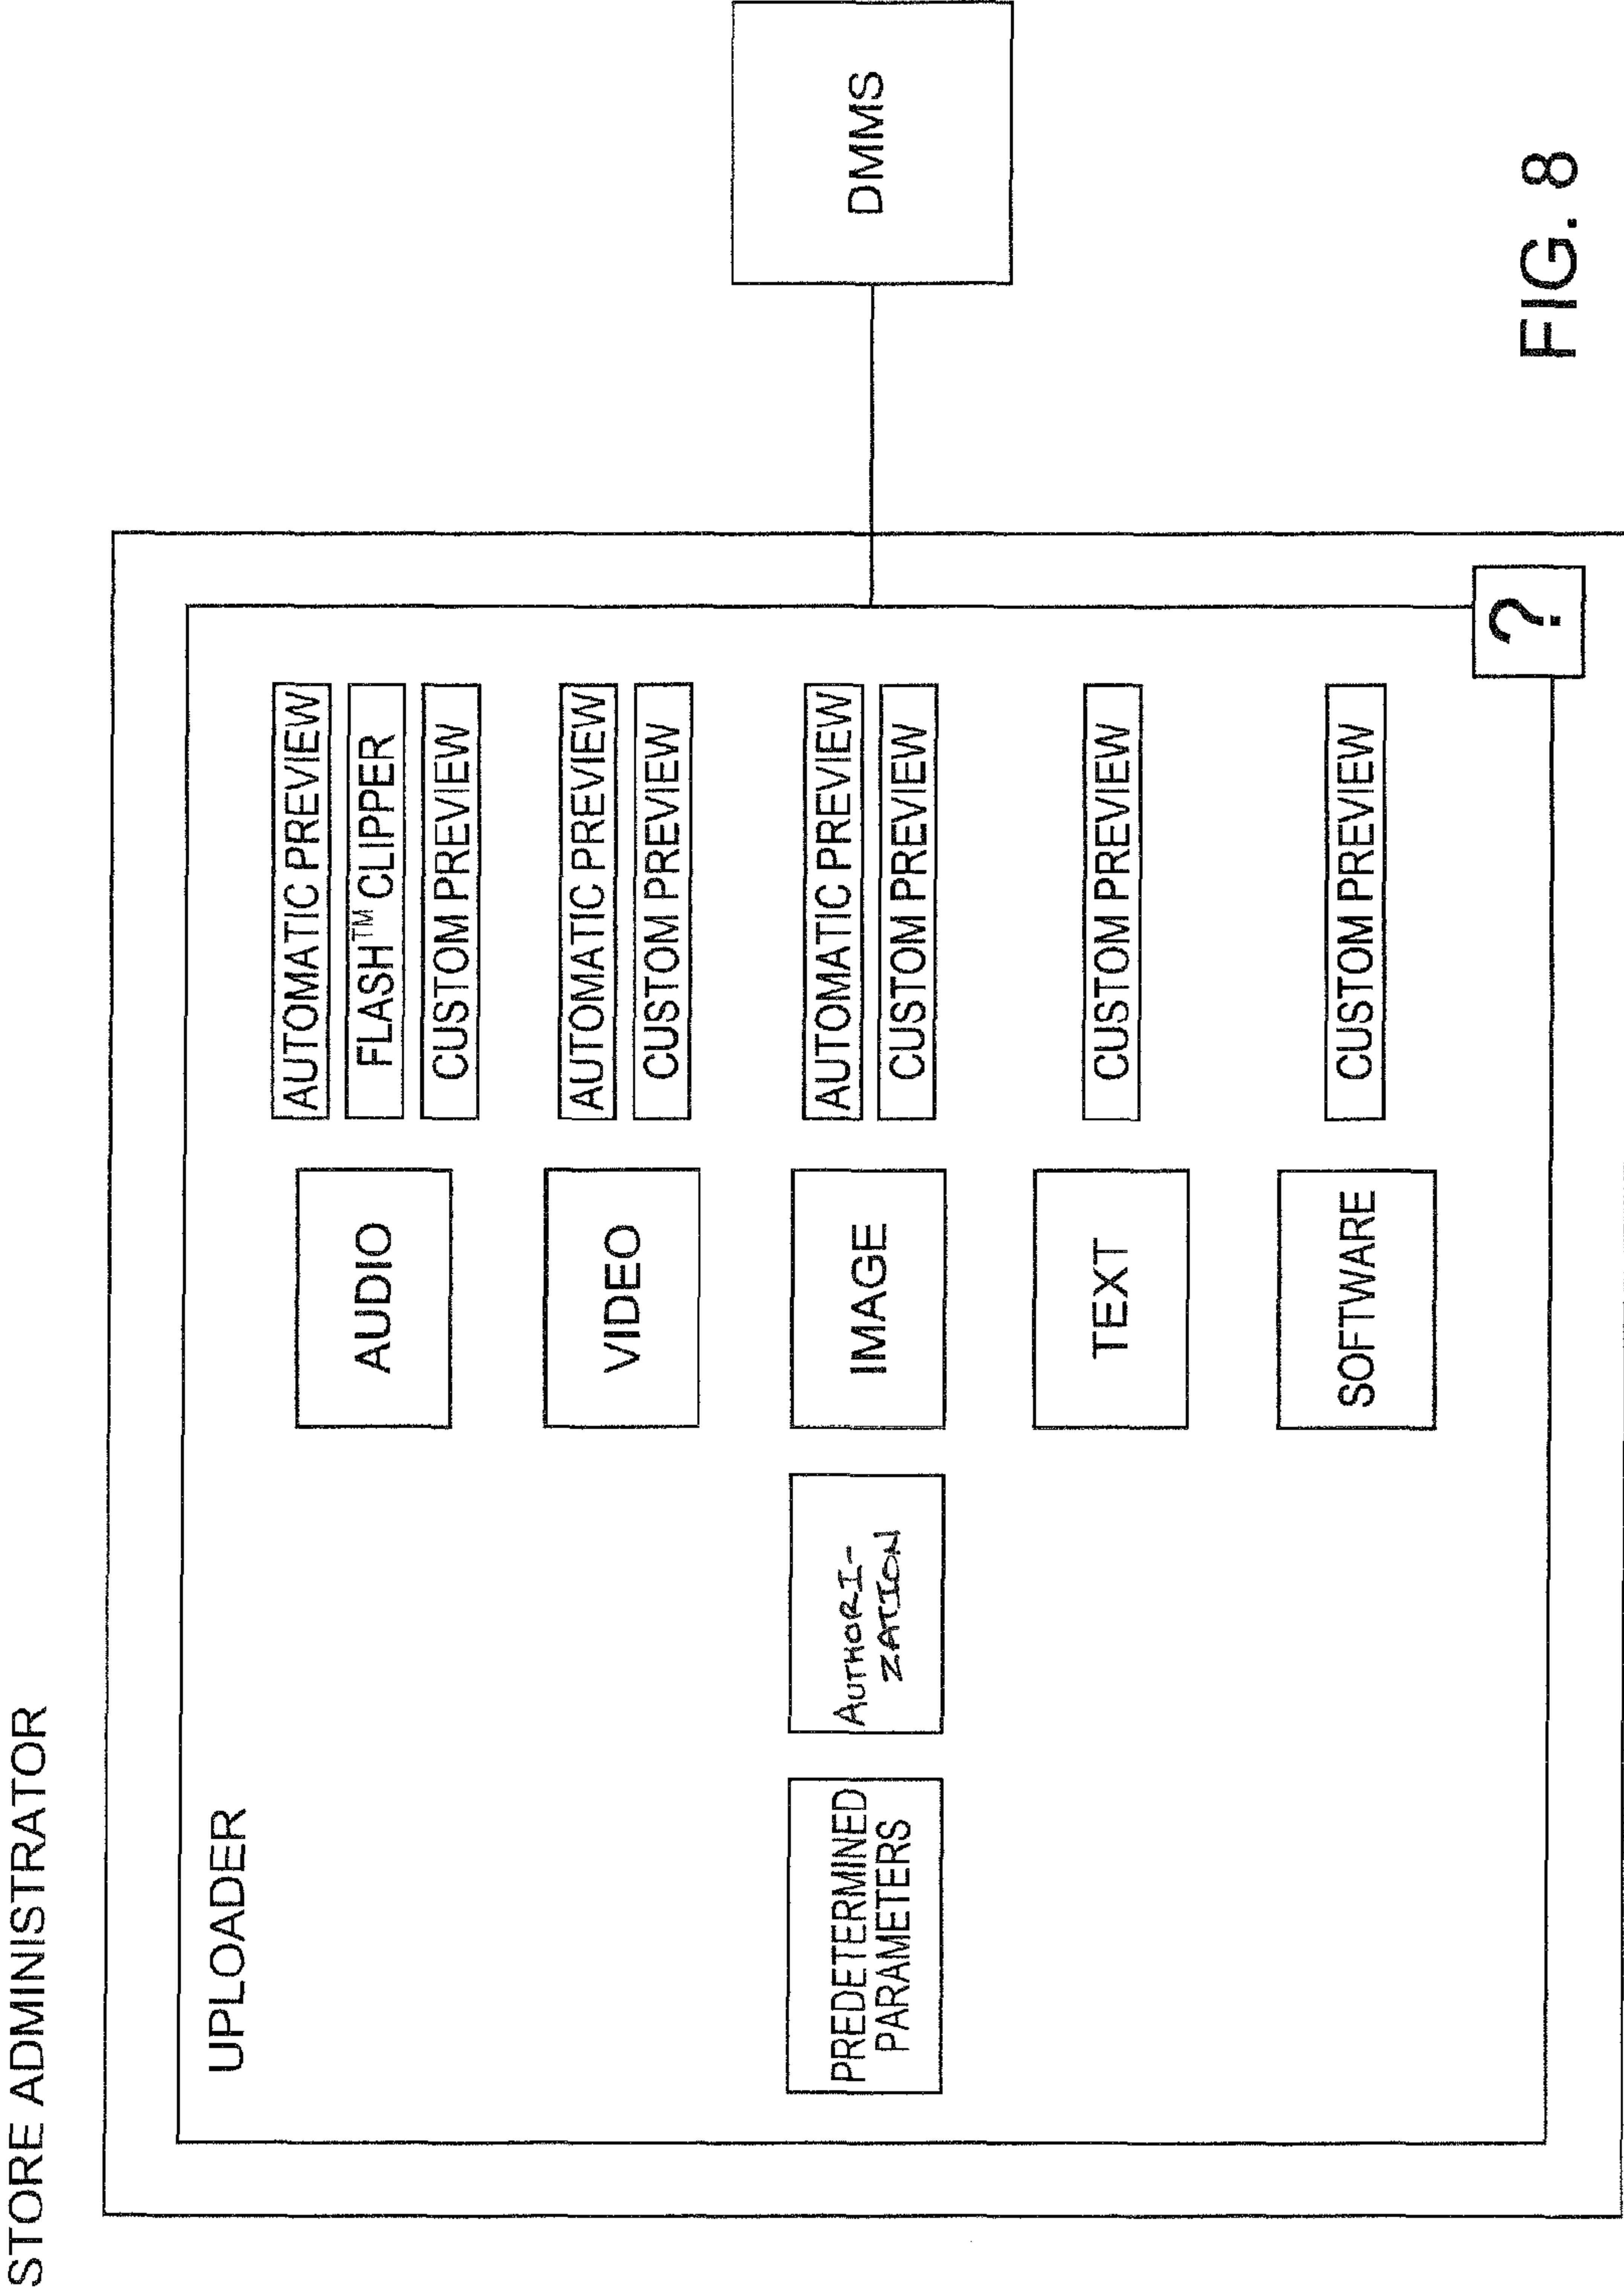 STORE ADMINISTRATOR
UPLOADER
PREDETERMINED
PARAMETERS
AUTHORI-
ZATION
AUDIO
AUTOMATIC PREVIEW
FLASH™ CLIPPER
CUSTOM PREVIEW
VIDEO
AUTOMATIC PREVIEW
CUSTOM PREVIEW
IMAGE
AUTOMATIC PREVIEW
CUSTOM PREVIEW
TEXT
CUSTOM PREVIEW
SOFTWARE
CUSTOM PREVIEW
?
DMMS
FIG. 8